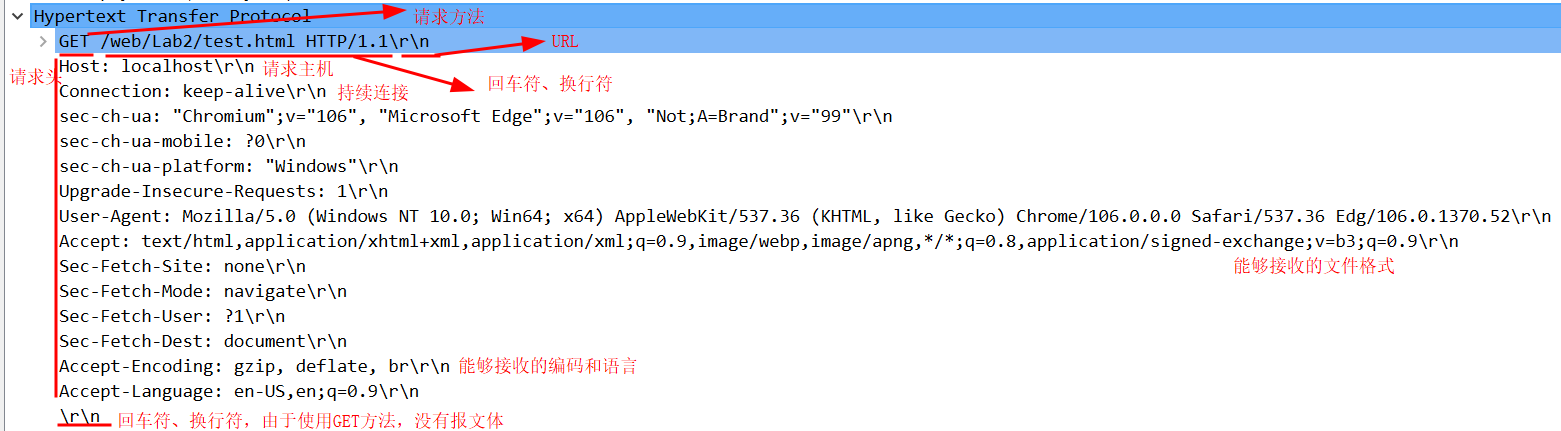 Hypertext Transfer Protocol
请求方法
GET /web/Lab2/test.html HTTP/1.1\r\n
URL
请求头
Host: localhost\r\n 请求主机
回车符、换行符
Connection: keep-alive\r\n 持续连接
sec-ch-ua: "Chromium";v="106", "Microsoft Edge";v="106", "Not;A=Brand";v="99"\r\n
sec-ch-ua-mobile: ?0\r\n
sec-ch-ua-platform: "Windows"\r\n
Upgrade-Insecure-Requests: 1\r\n
User-Agent: Mozilla/5.0 (Windows NT 10.0; Win64; x64) AppleWebKit/537.36 (KHTML, like Gecko) Chrome/106.0.0.0 Safari/537.36 Edg/106.0.1370.52\r\n
Accept: text/html,application/xhtml+xml,application/xml;q=0.9,image/webp,image/apng,*/*;q=0.8,application/signed-exchange;v=b3;q=0.9\r\n
Sec-Fetch-Site: none\r\n
能够接收的文件格式
Sec-Fetch-Mode: navigate\r\n
Sec-Fetch-User: ?1\r\n
Sec-Fetch-Dest: document\r\n
Accept-Encoding: gzip, deflate, br\r\n 能够接收的编码和语言
Accept-Language: en-US,en;q=0.9\r\n
\r\n 回车符、换行符，由于使用GET方法，没有报文体